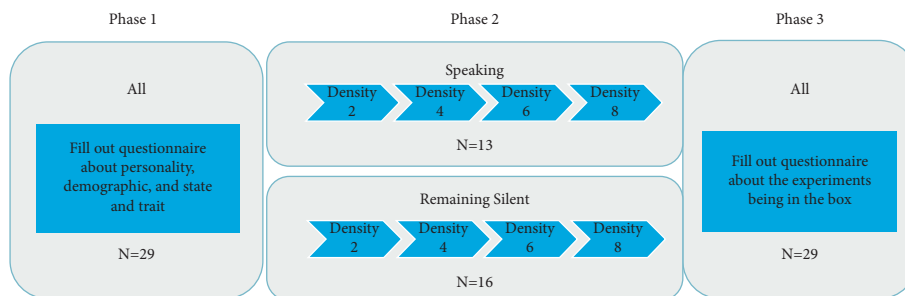 Phase 1
All
Fill out questionnaire
about personality,
demographic, and state
and trait
N=29
Phase 2
Speaking
Density
2
Density
4
Density
6
Density
8
N=13
Remaining Silent
Density
2
Density
4
Density
6
Density
8
N=16
Phase 3
All
Fill out questionnaire
about the experiments
being in the box
N=29